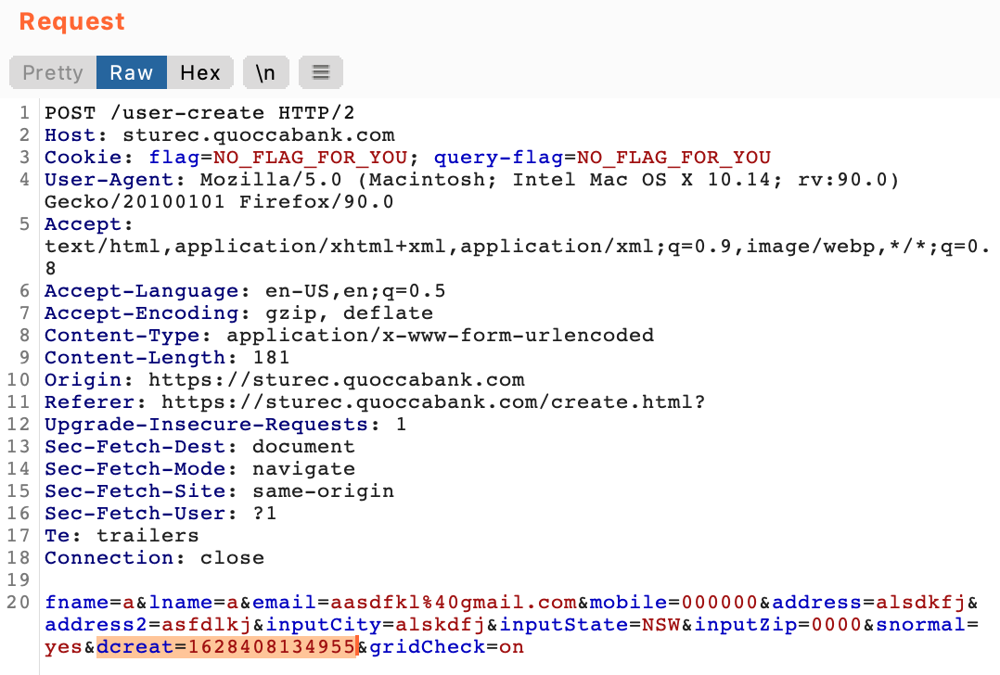 Request
Pretty Raw Hex \n ≡
1 POST /user-create HTTP/2
2 Host: sturec.quoccabank.com
3 Cookie: flag=NO_FLAG_FOR_YOU; query-flag=NO_FLAG_FOR_YOU
4 User-Agent: Mozilla/5.0 (Macintosh; Intel Mac OS X 10.14; rv:90.0)
Gecko/20100101 Firefox/90.0
5 Accept:
text/html,application/xhtml+xml,application/xml;q=0.9,image/webp,*/*;q=0.
8
6 Accept-Language: en-US,en;q=0.5
7 Accept-Encoding: gzip, deflate
8 Content-Type: application/x-www-form-urlencoded
9 Content-Length: 181
10 Origin: https://sturec.quoccabank.com
11 Referer: https://sturec.quoccabank.com/create.html?
12 Upgrade-Insecure-Requests: 1
13 Sec-Fetch-Dest: document
14 Sec-Fetch-Mode: navigate
15 Sec-Fetch-Site: same-origin
16 Sec-Fetch-User: ?1
17 Te: trailers
18 Connection: close
19
20 fname=a&lname=a&email=aasdfkl%40gmail.com&mobile=000000&address=alsdkfj&
address2=asfdlkj&inputCity=alskdfj&inputState=NSW&inputZip=0000&snormal=
yes&dcreat=1628408134955&gridCheck=on